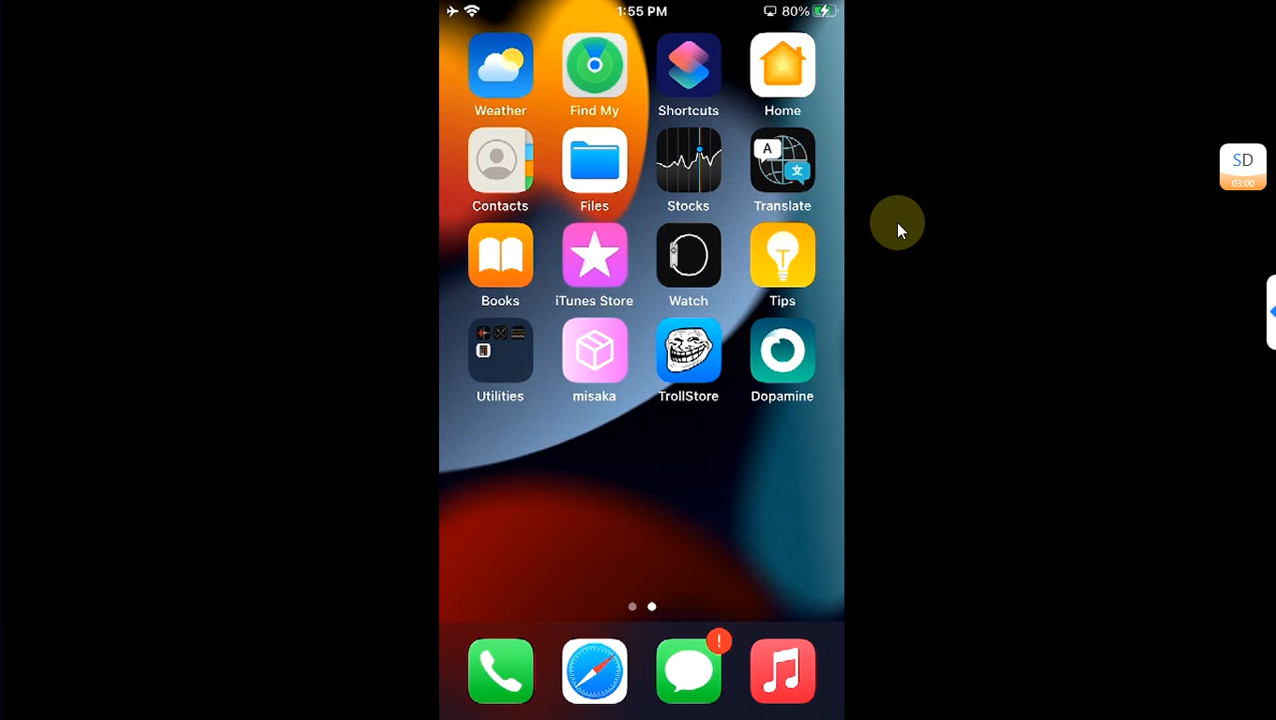 1:55 PM 80%
Weather Find My Shortcuts Home
A
文
Contacts Files Stocks Translate
T
Books iTunes Store Watch Tips
Utilities misaka TrollStore Dopamine
!
SD
03:00